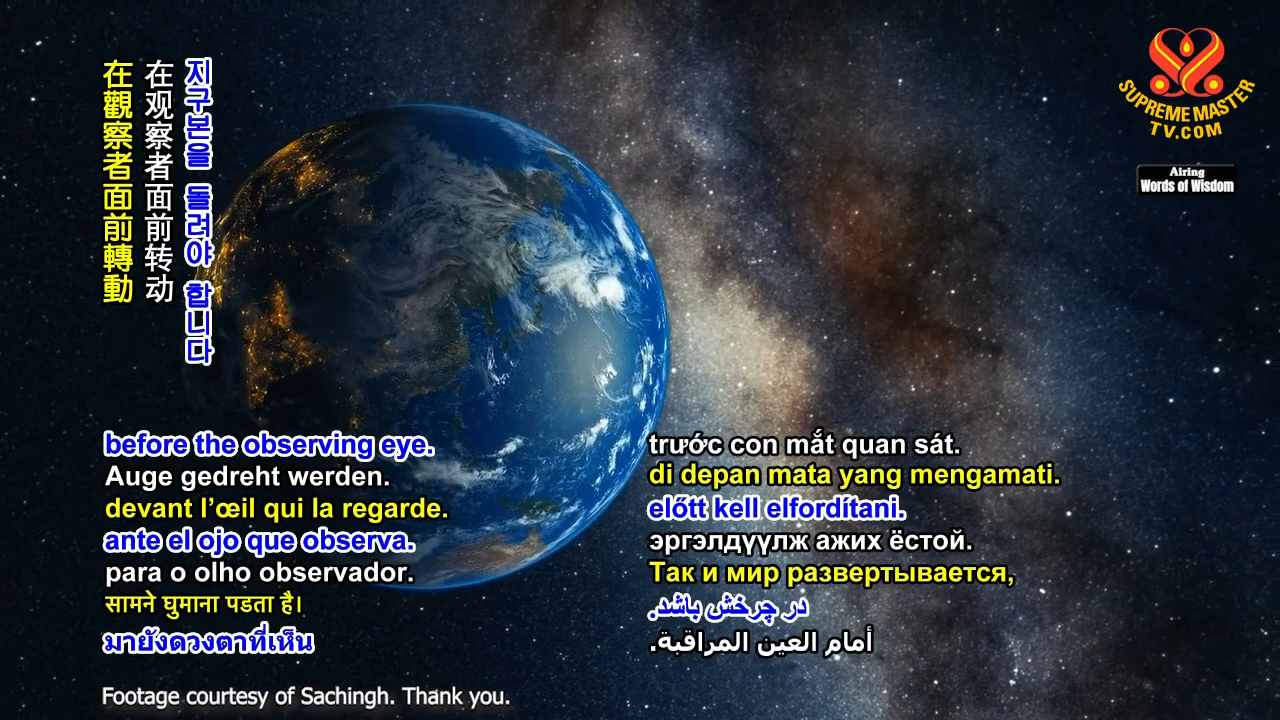 在觀察者面前轉動
在观察者面前转动
지구본을 돌려야 합니다
SUPREME MASTER
TV.COM
Airing
Words of Wisdom
before the observing eye.
Auge gedreht werden.
devant l’œil qui la regarde.
ante el ojo que observa.
para o olho observador.
सामने घुमाना पडता है।
มายังดวงตาที่เห็น
trước con mắt quan sát.
di depan mata yang mengamati.
előtt kell elfordítani.
эргэлдүүлж ажих ёстой.
Так и мир развертывается,
در چرخش باشد.
أمام العين المراقبة.
Footage courtesy of Sachingh. Thank you.